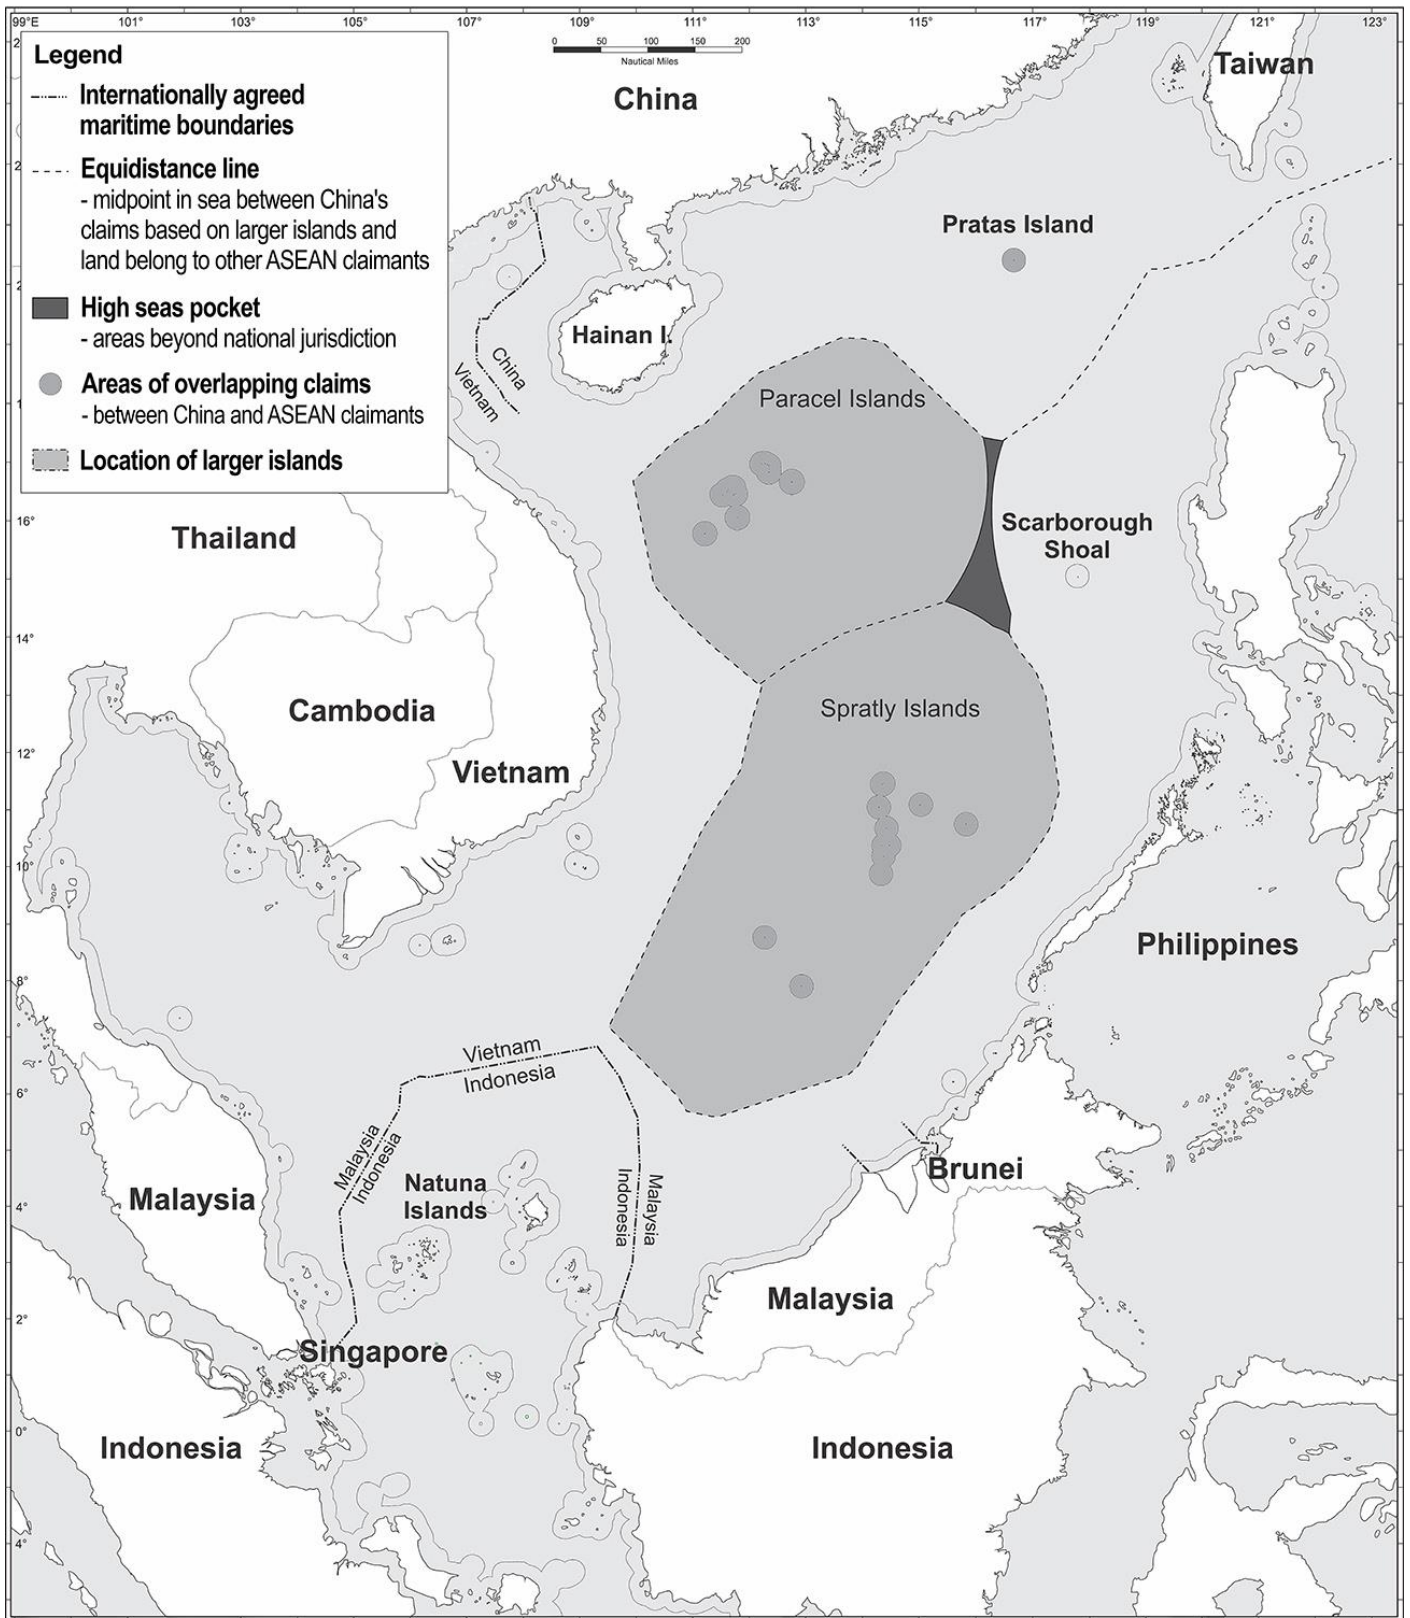 99°E 101° 103° 105° 107° 109° 111° 113° 115° 117° 119° 121° 123°
Legend
Internationally agreed
maritime boundaries
Equidistance line
- midpoint in sea between China's
claims based on larger islands and
land belong to other ASEAN claimants
High seas pocket
- areas beyond national jurisdiction
Areas of overlapping claims
- between China and ASEAN claimants
Location of larger islands
0 50 100 150 200
Nautical Miles
China
Taiwan
Pratas Island
Hainan I.
China
Vietnam
Paracel Islands
16°
Thailand
Scarborough
Shoal
14°
Cambodia
Spratly Islands
12°
Vietnam
10°
Philippines
8°
Vietnam
Indonesia
6°
Malaysia
Indonesia
Brunei
Natuna
Islands
Malaysia
Indonesia
Malaysia
4°
Malaysia
2°
Singapore
0°
Indonesia
Indonesia
4°